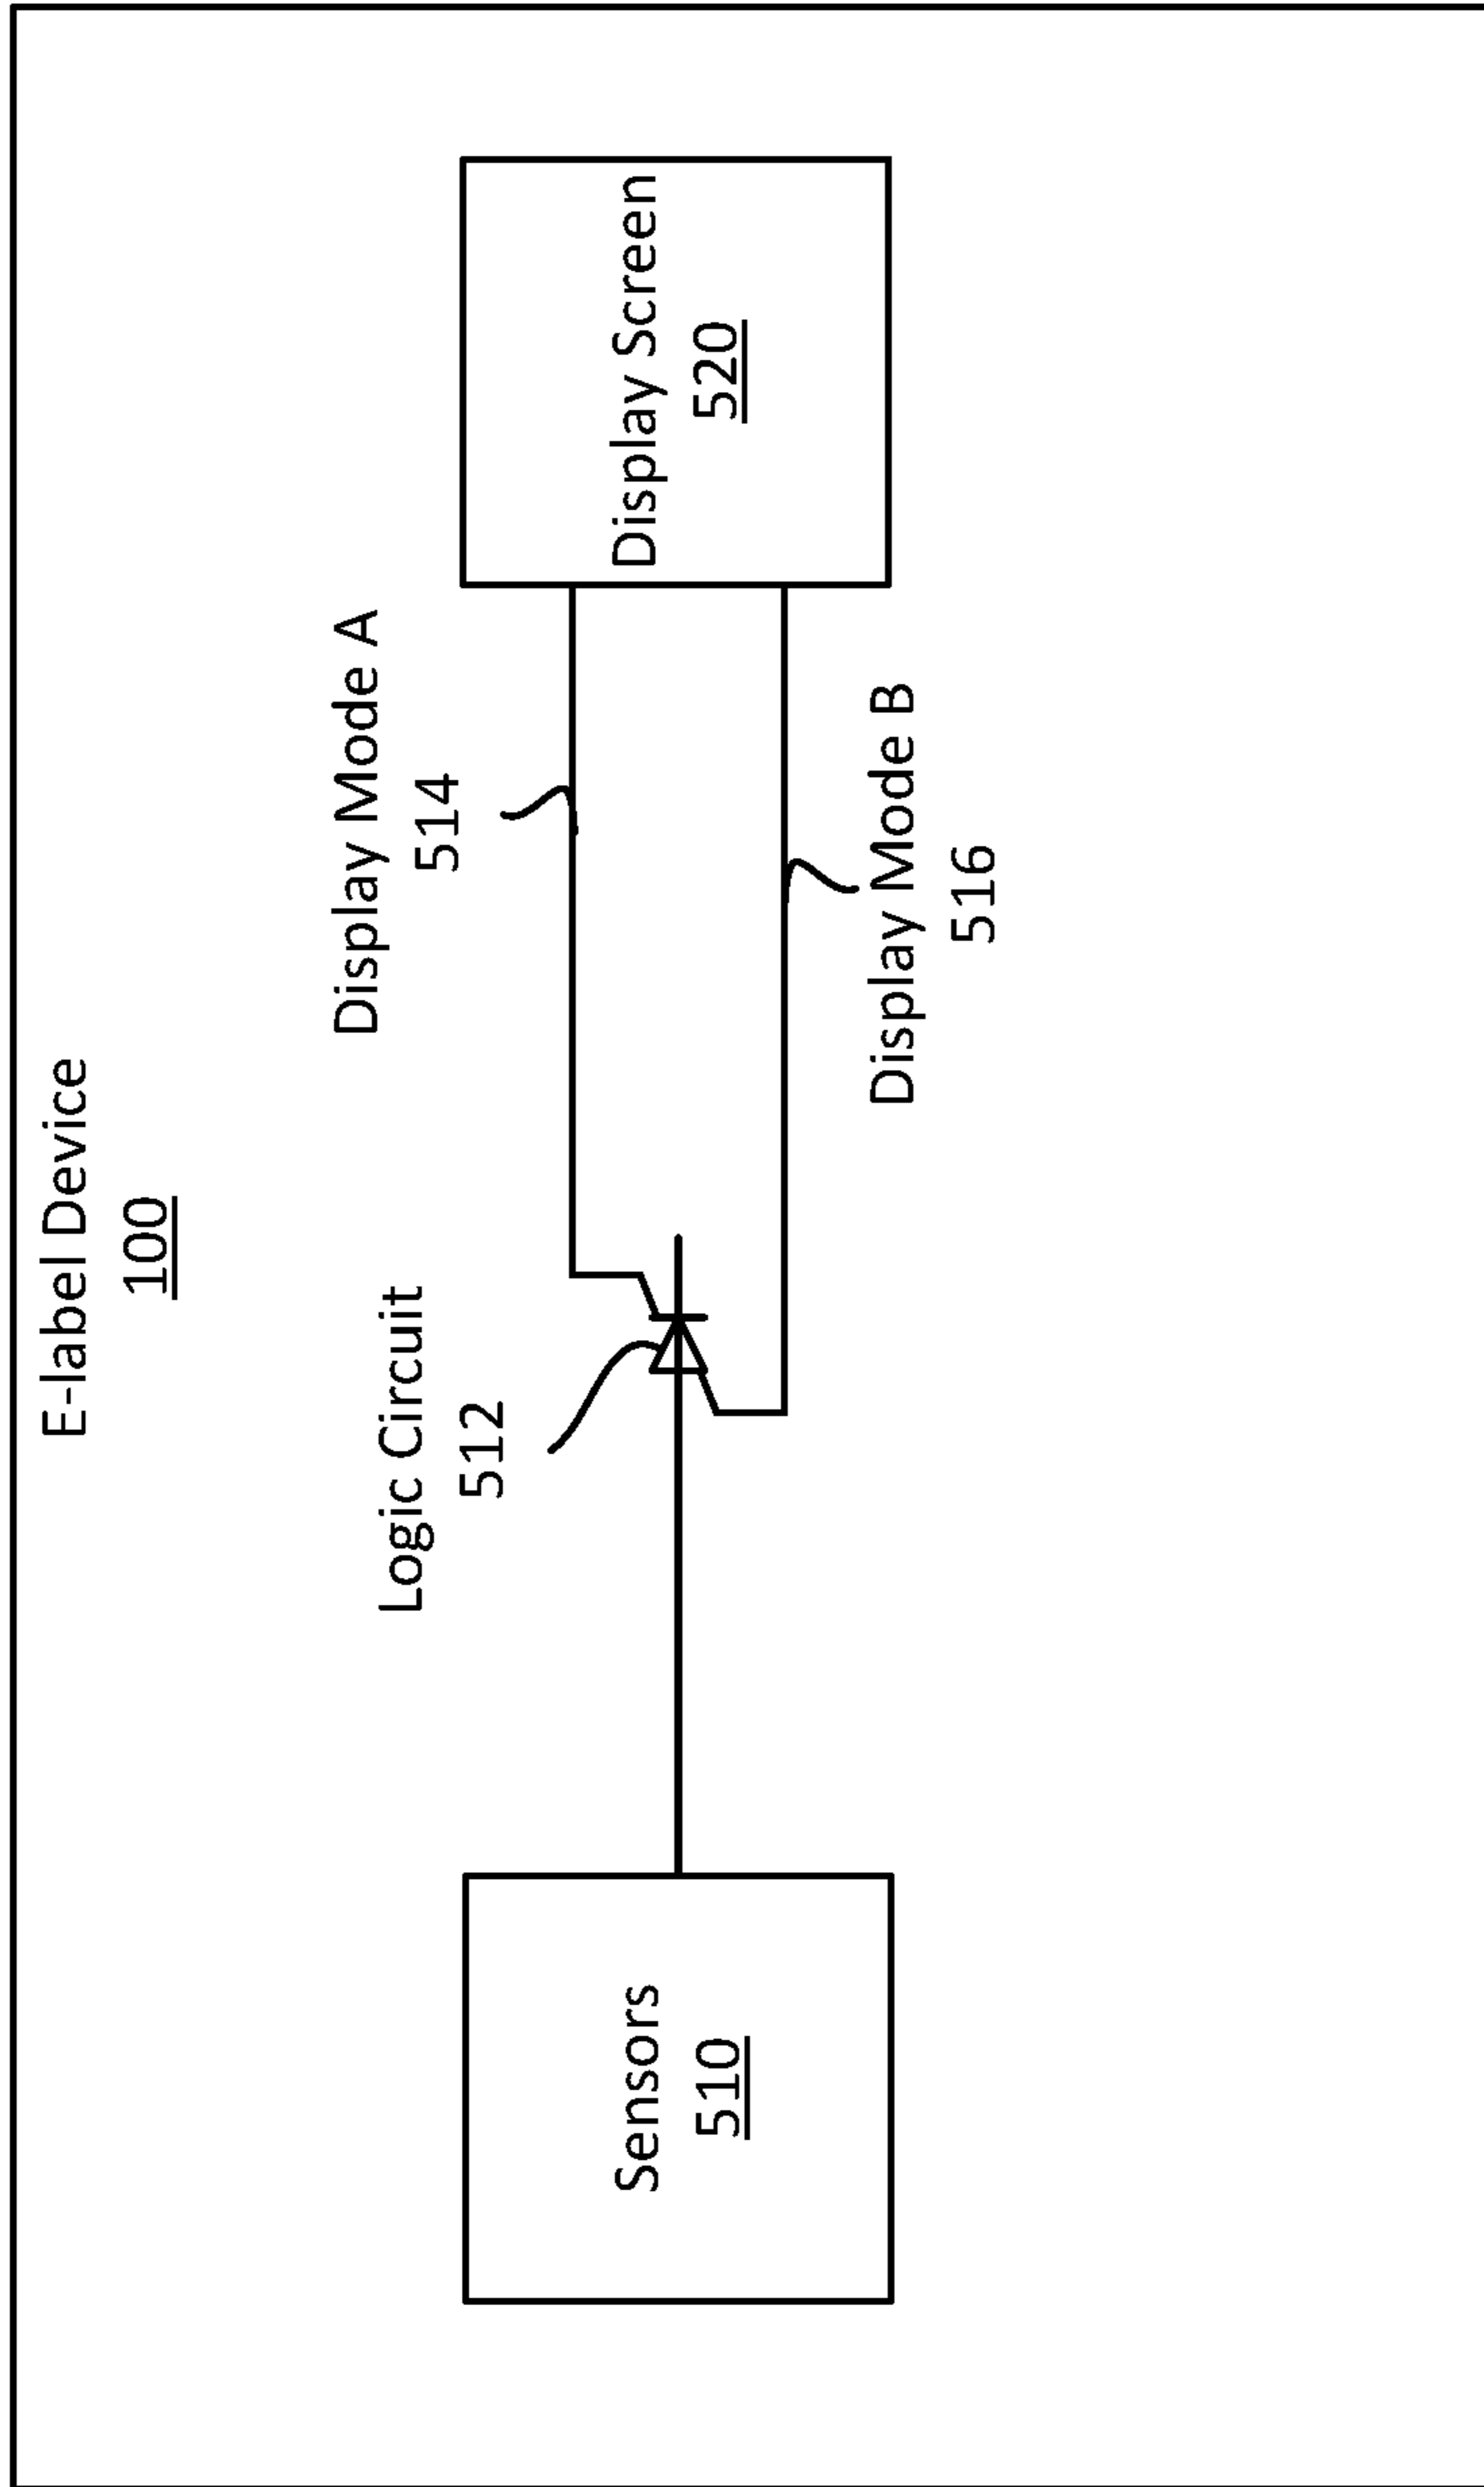 E-label Device
100
Sensors
510
Logic Circuit
512
Display Mode A
514
Display Mode B
516
Display Screen
520